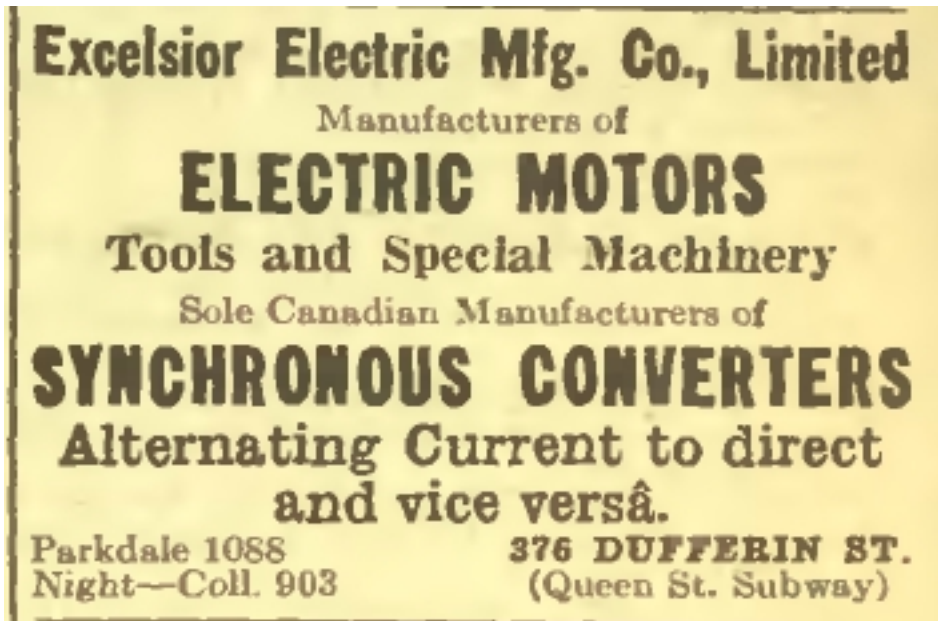 Excelsior Electric Mfg. Co., Limited
Manufacturers of
ELECTRIC MOTORS
Tools and Special Machinery
Sole Canadian Manufacturers of
SYNCHRONOUS CONVERTERS
Alternating Current to direct
and vice versâ.
Parkdale 1088 376 DUFFERIN ST.
Night—Coll. 903 (Queen St. Subway)